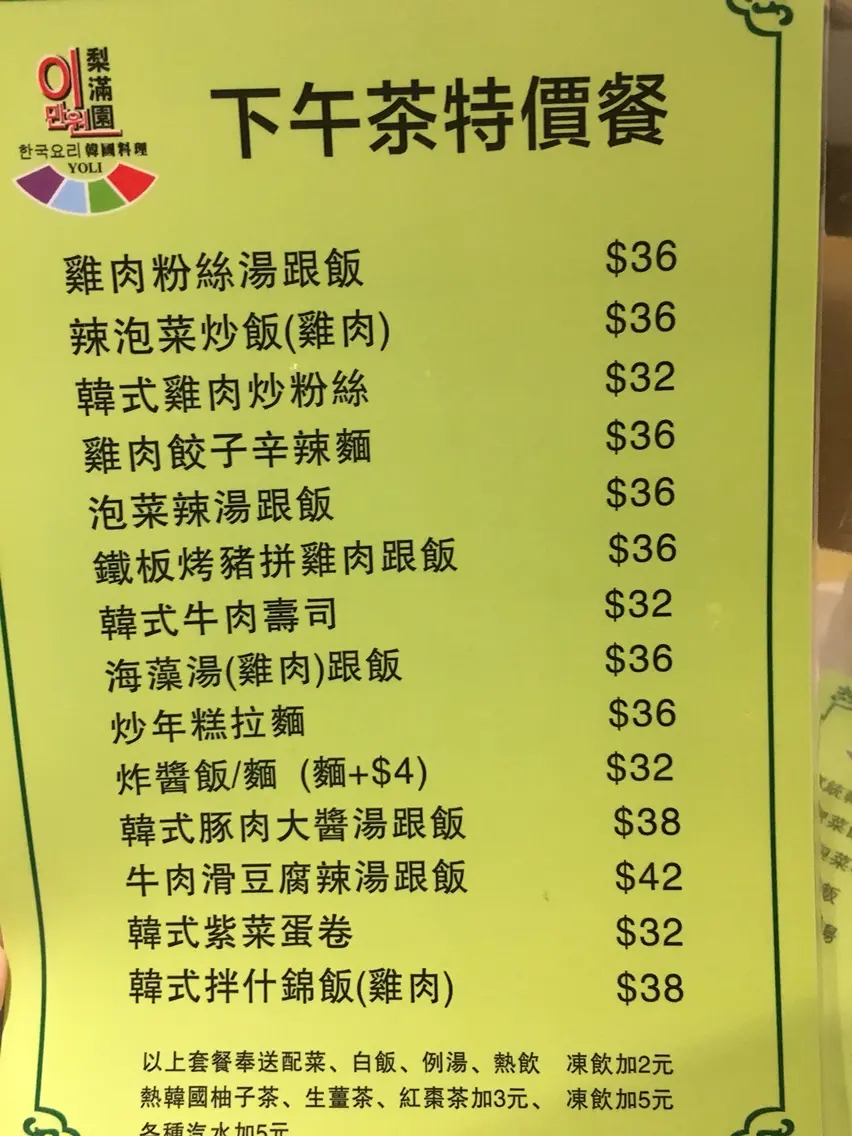 이만원
梨滿園
한국요리 韓國料理
YOLI
下午茶特價餐
雞肉粉絲湯跟飯 $36
辣泡菜炒飯(雞肉) $36
韓式雞肉炒粉絲 $32
雞肉餃子辛辣麵 $36
泡菜辣湯跟飯 $36
鐵板烤豬拼雞肉跟飯 $36
韓式牛肉壽司 $32
海藻湯(雞肉)跟飯 $36
炒年糕拉麵 $36
炸醬飯/麵 (麵+$4) $32
韓式豚肉大醬湯跟飯 $38
牛肉滑豆腐辣湯跟飯 $42
韓式紫菜蛋卷 $32
韓式拌什錦飯(雞肉) $38
以上套餐奉送配菜、白飯、例湯、熱飲 凍飲加2元
熱韓國柚子茶、生薑茶、紅棗茶加3元、 凍飲加5元
各種汽水加5元